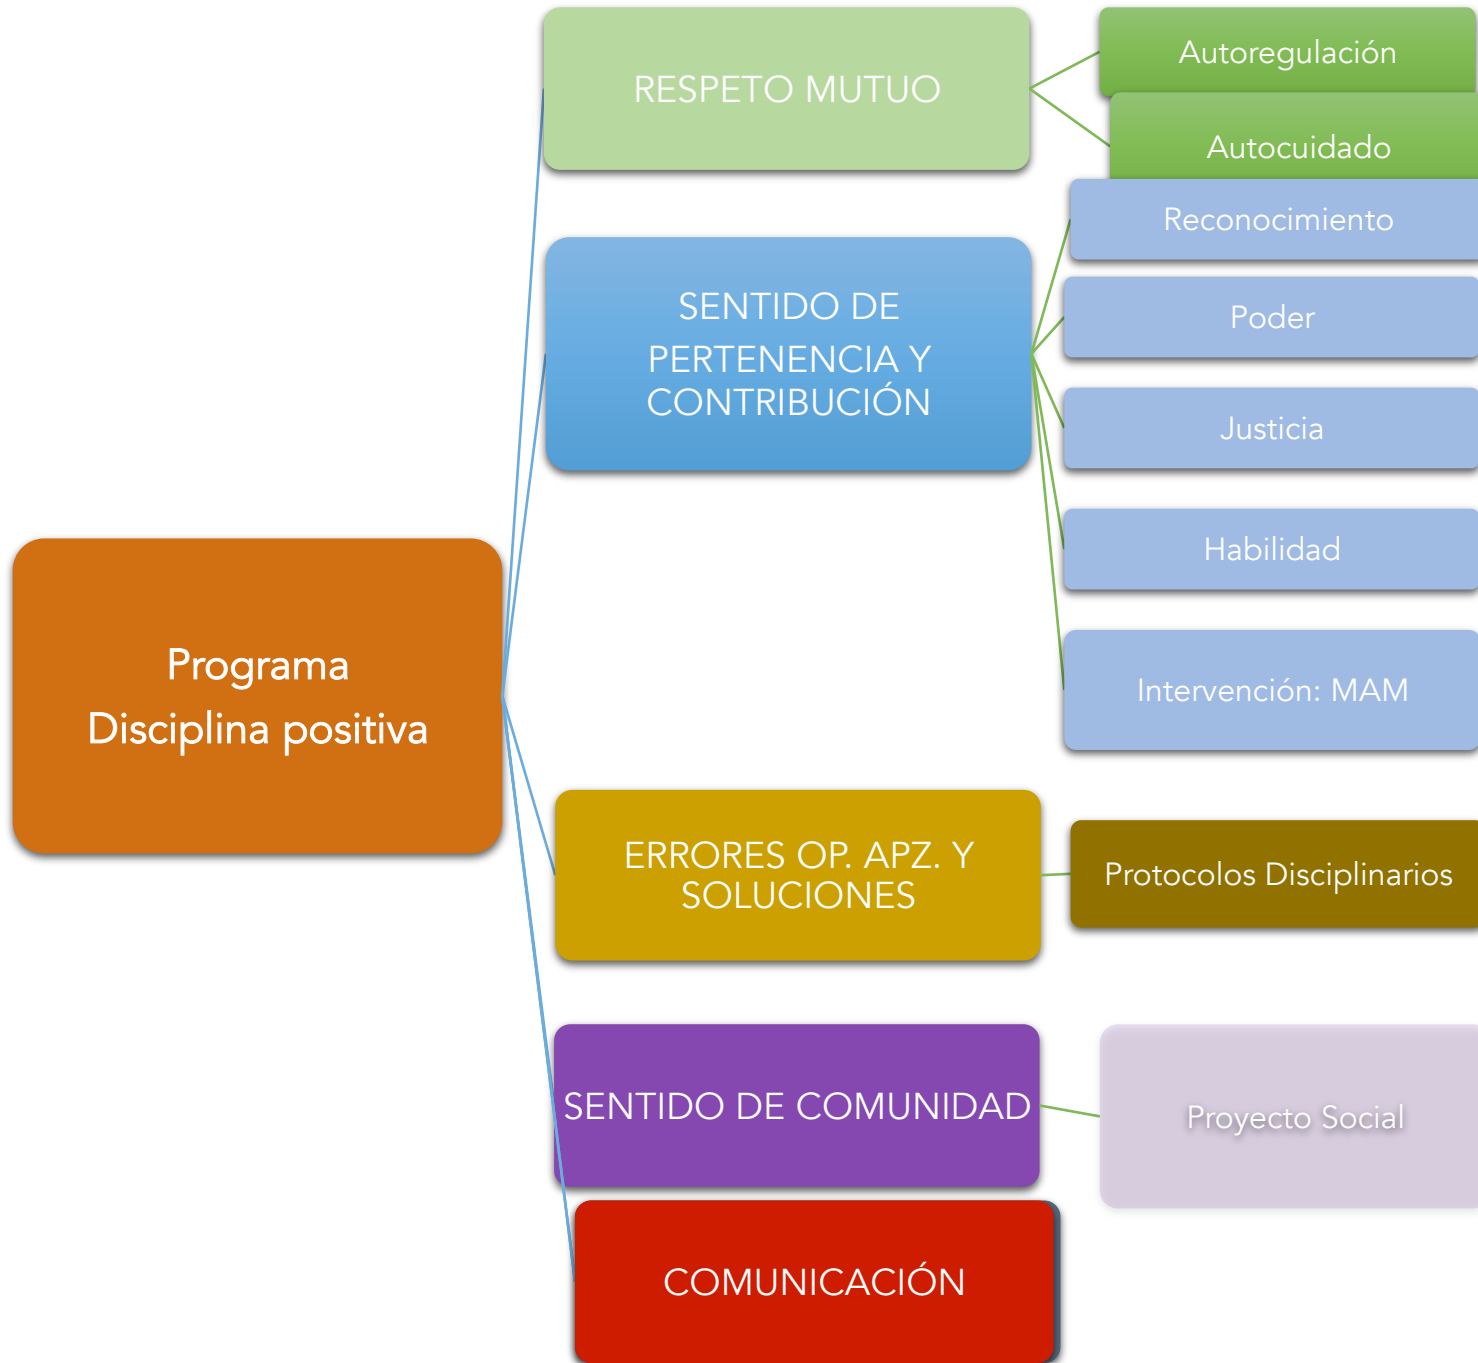 RESPETO MUTUO
Autoregulación
Autocuidado
SENTIDO DE
PERTENENCIA Y
CONTRIBUCIÓN
Reconocimiento
Poder
Justicia
Habilidad
Intervención: MAM
Programa
Disciplina positiva
ERRORES OP. APZ. Y
SOLUCIONES
Protocolos Disciplinarios
SENTIDO DE COMUNIDAD
Proyecto Social
COMUNICACIÓN